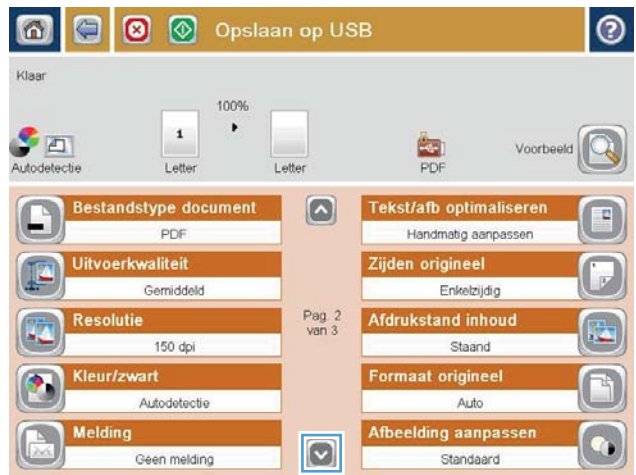 Opslaan op USB
?
Klaar
100%
1
Autodetectie
Letter
Letter
PDF
Voorbeeld
Bestandstype document
PDF
Uitvoerkwaliteit
Gemiddeld
Resolutie
150 dpi
Kleur/zwart
Autodetectie
Melding
Geen melding
Pag. 2
van 3
Tekst/afb optimaliseren
Handmatig aanpassen
Zijden origineel
Enkelzijdig
Afdrukstand inhoud
Staand
Formaat origineel
Auto
Afbeelding aanpassen
Standaard